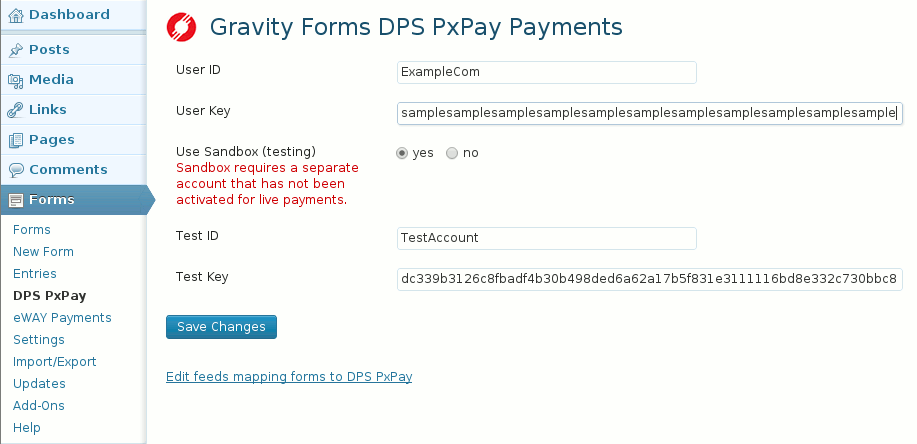 Dashboard
Posts
Media
Links
Pages
Comments
Forms
Forms
New Form
Entries
DPS PxPay
eWAY Payments
Settings
Import/Export
Updates
Add-Ons
Help
Gravity Forms DPS PxPay Payments
User ID
ExampleCom
User Key
samplesamplesamplesamplesamplesamplesamplesamplesamplesamplesample
Use Sandbox (testing)
yes no
Sandbox requires a separate
account that has not been
activated for live payments.
Test ID
TestAccount
Test Key
dc339b3126c8fbadf4b30b498ded6a62a17b5f831e3111116bd8e332c730bbc8
Save Changes
Edit feeds mapping forms to DPS PxPay